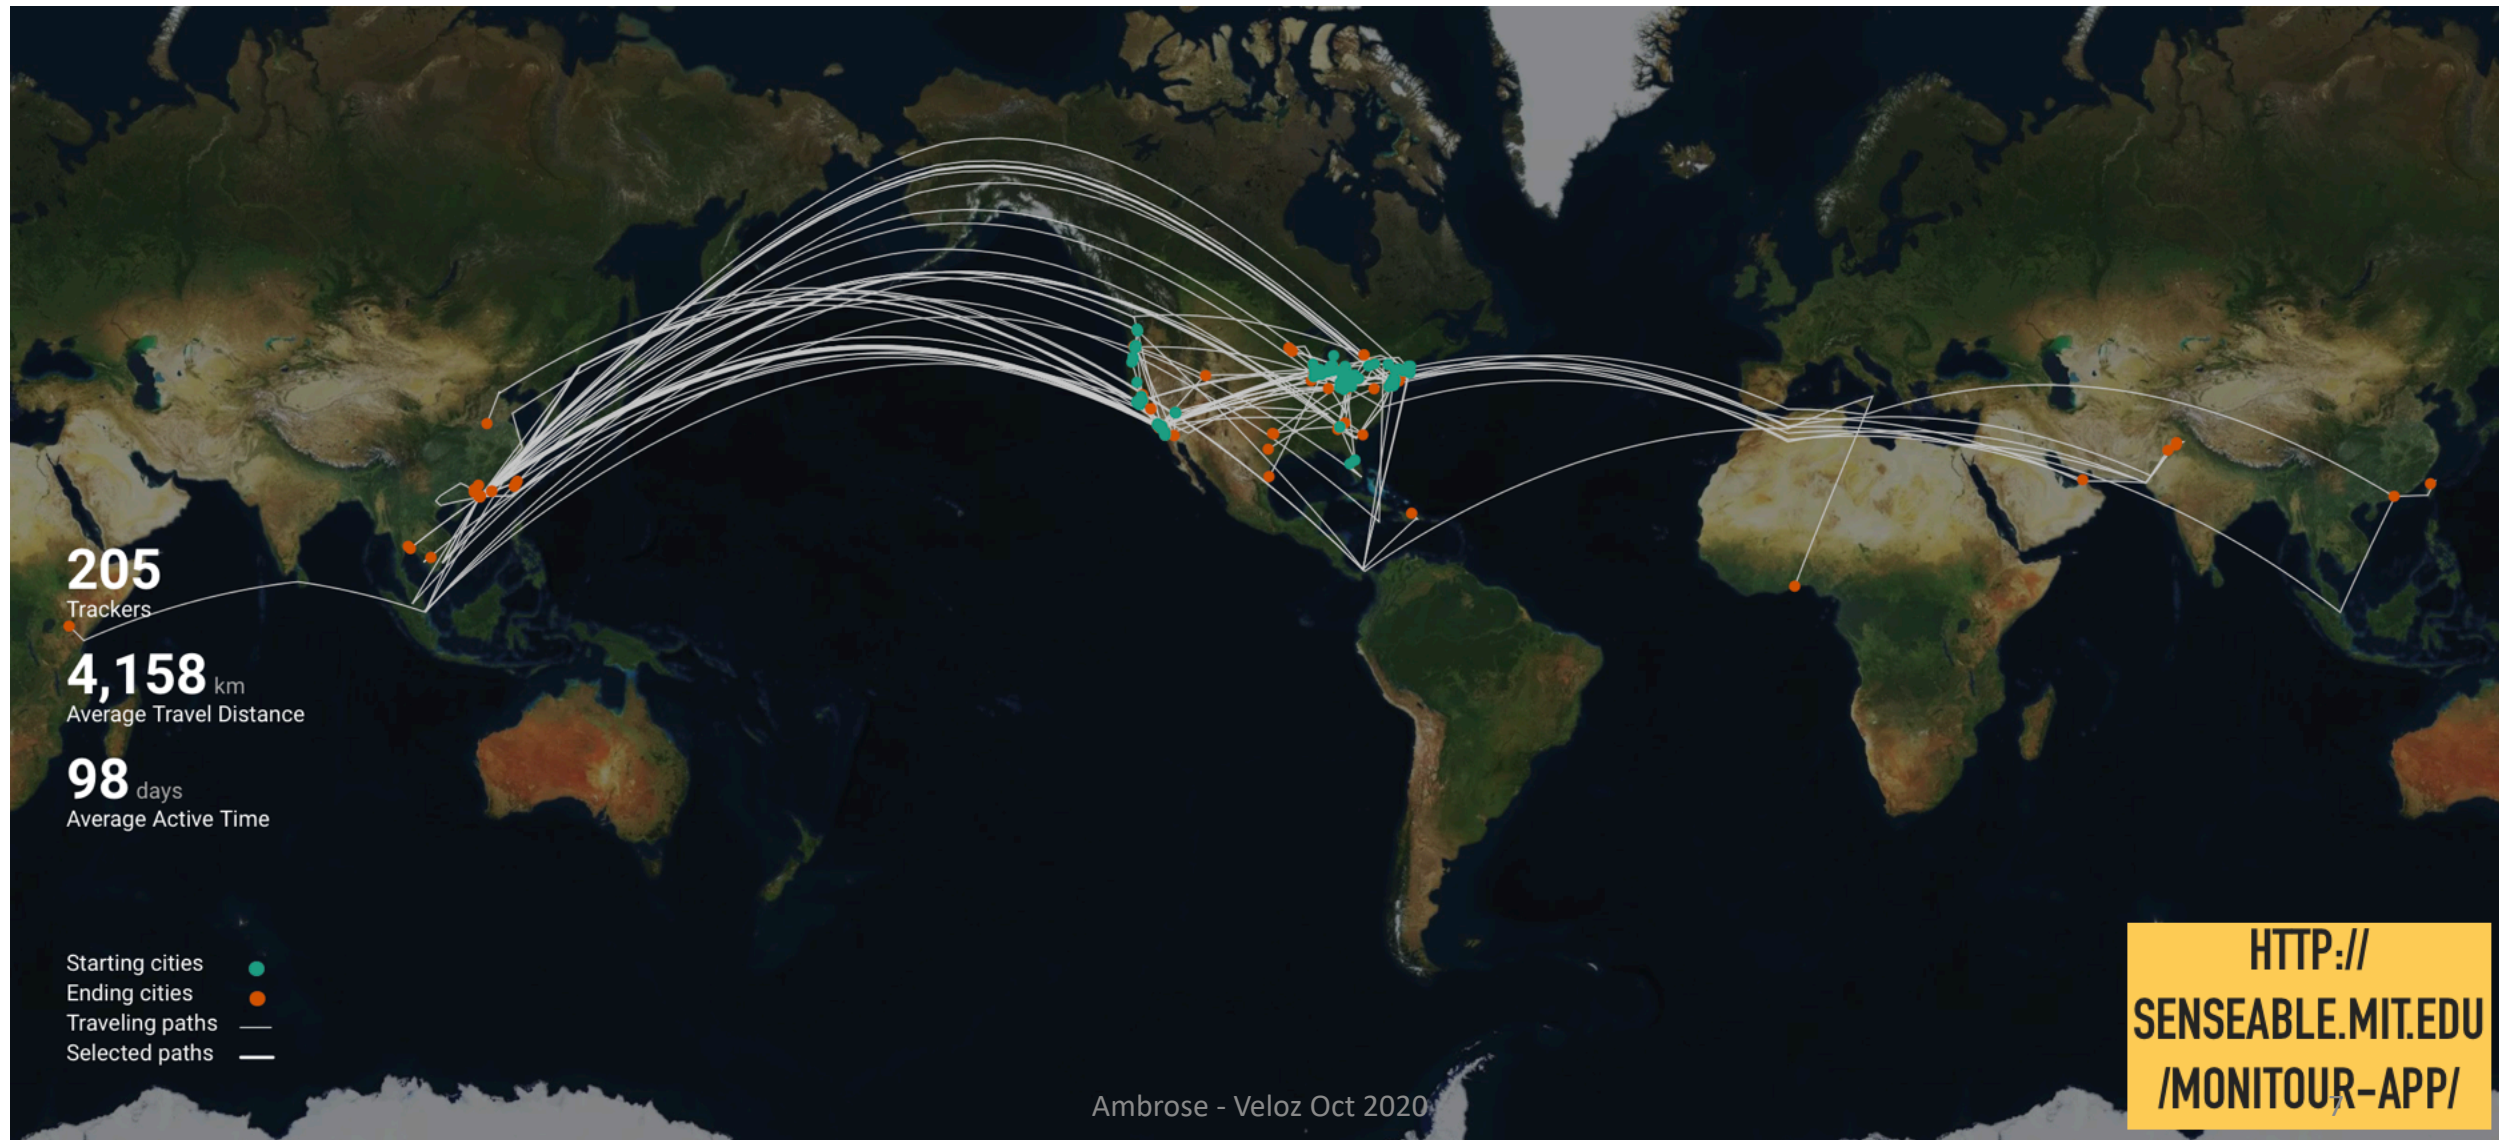 205
Trackers
4,158 km
Average Travel Distance
98 days
Average Active Time
Starting cities
Ending cities
Traveling paths
Selected paths
HTTP://
SENSEABLE.MIT.EDU
/MONITOUR-APP/
Ambrose - Veloz Oct 2020
7